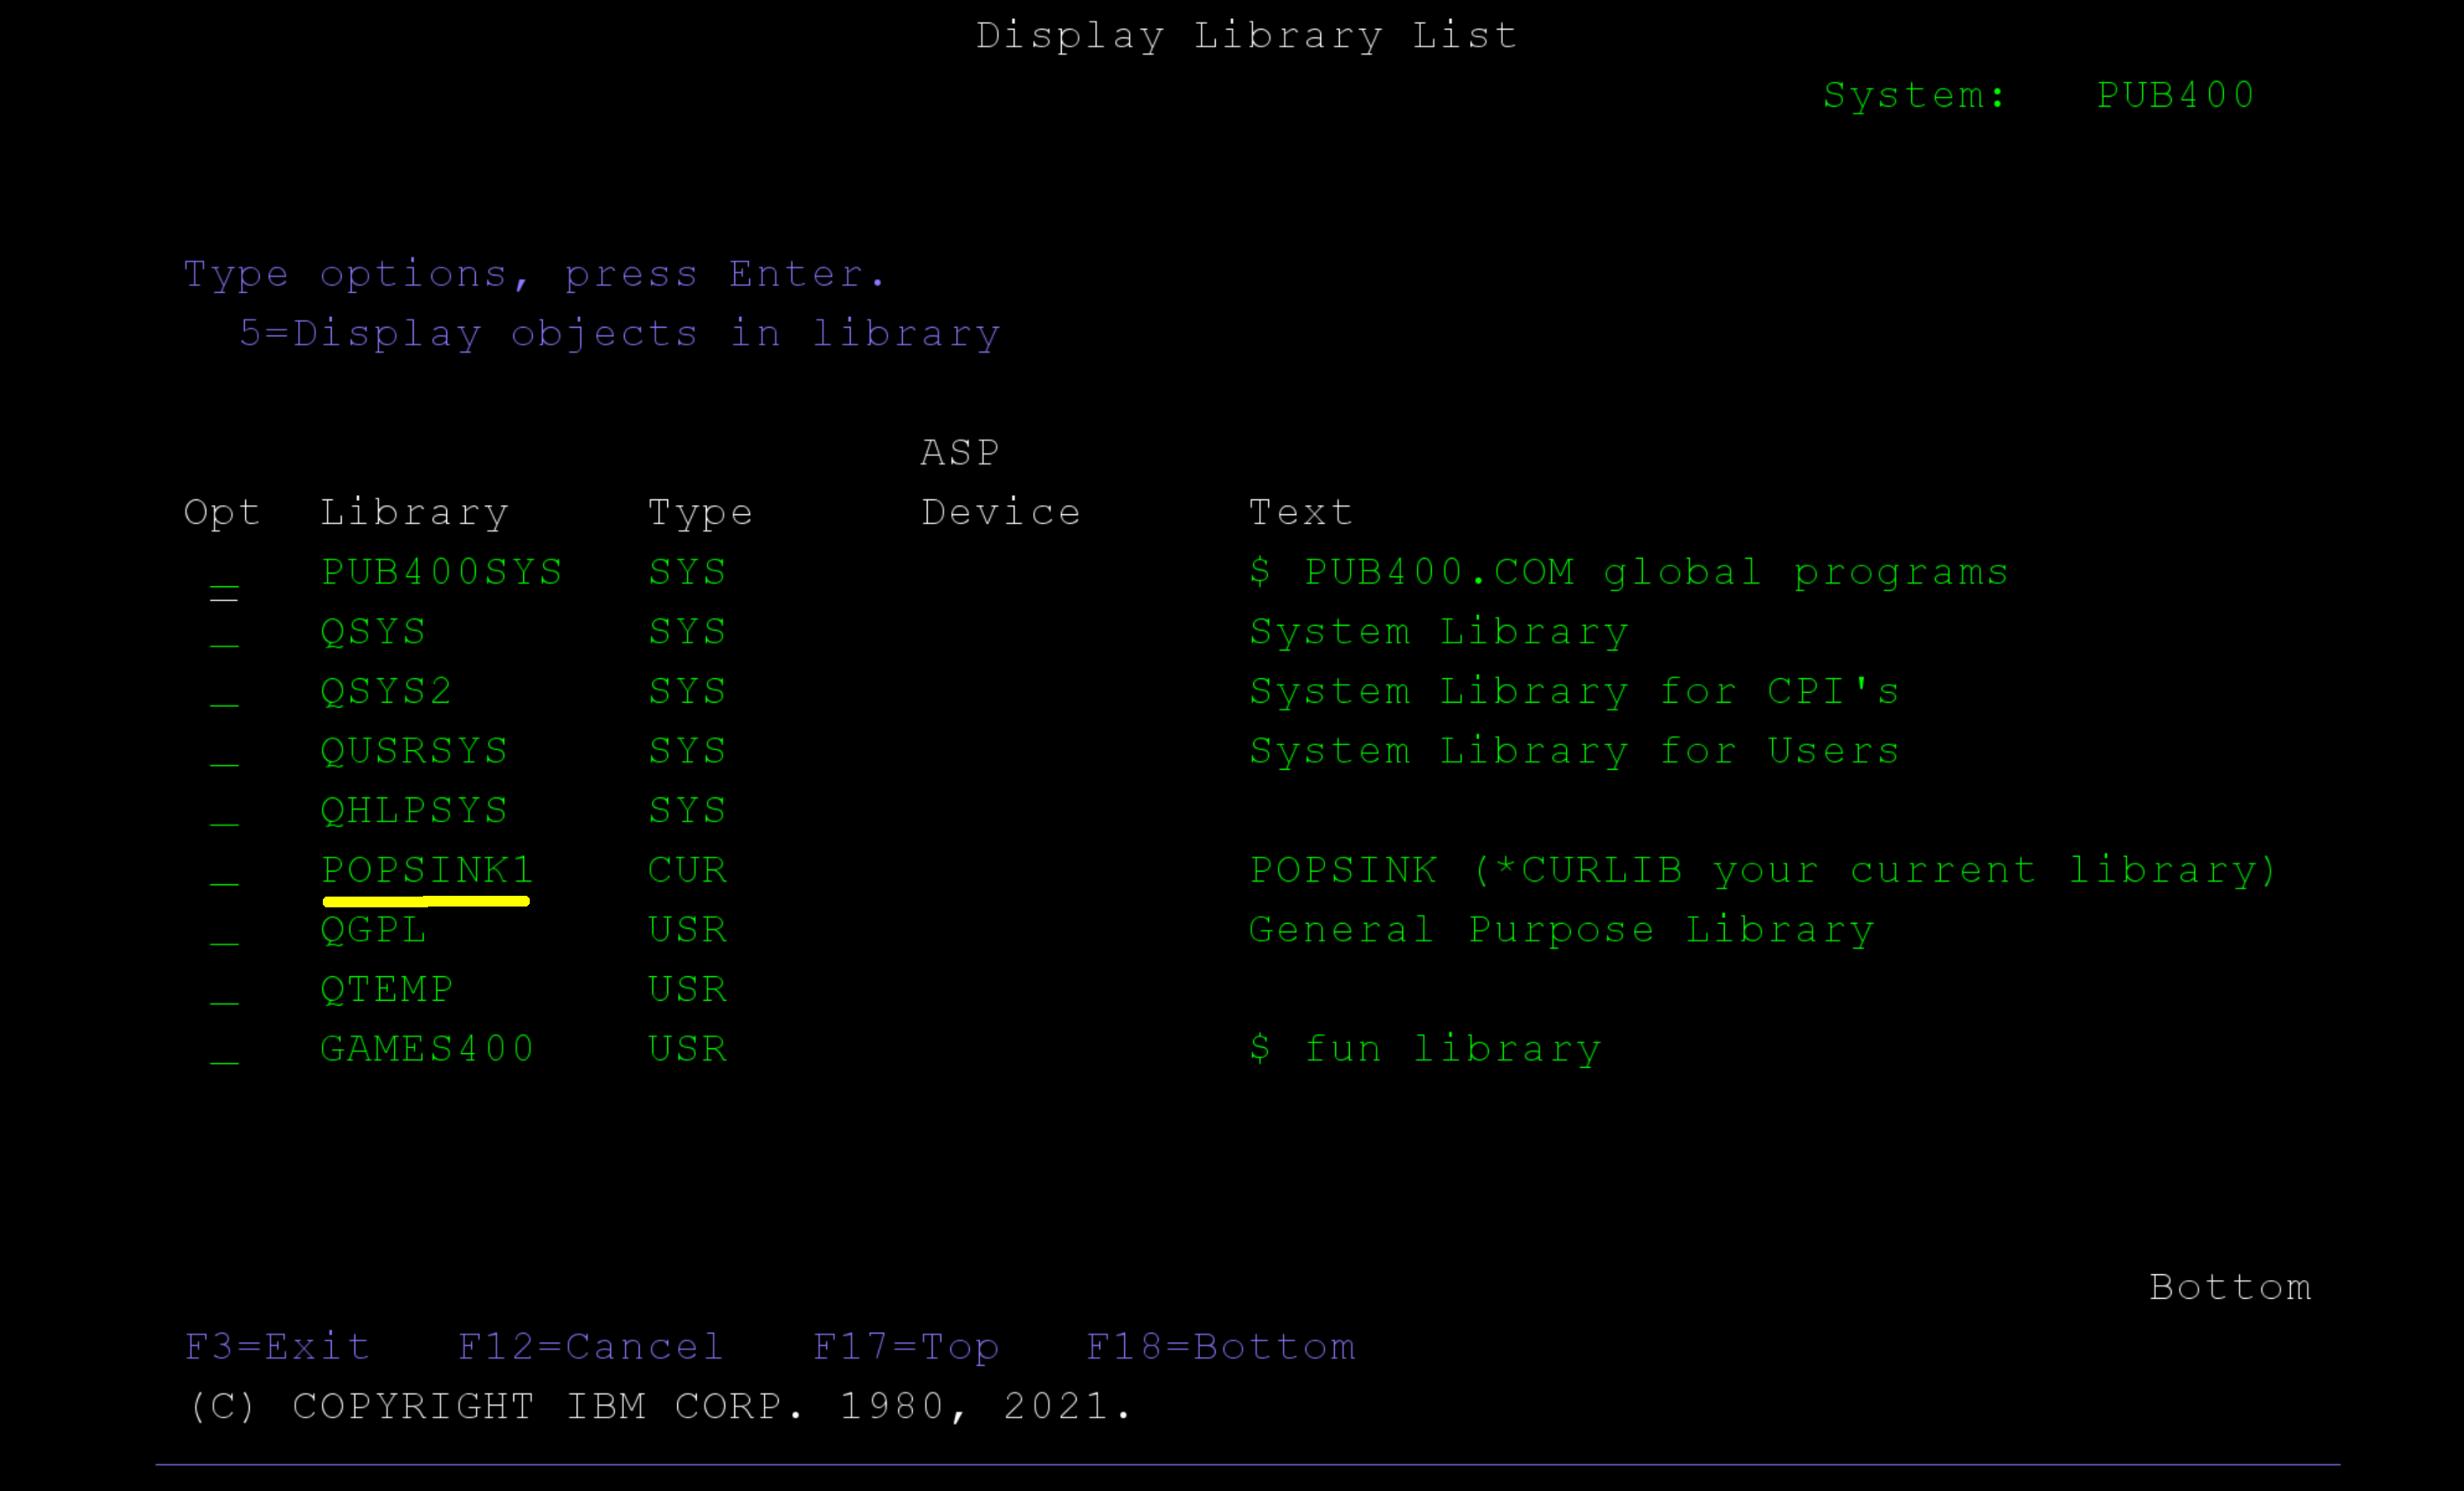 Display Library List
System:   PUB400
Type options, press Enter.
5=Display objects in library
ASP
Opt  Library  Type  Device  Text
_  PUB400SYS  SYS  $ PUB400.COM global programs
_  QSYS  SYS  System Library
_  QSYS2  SYS  System Library for CPI's
_  QUSRSYS  SYS  System Library for Users
_  QHLPSYS  SYS
_  POPSINK1  CUR  POPSINK (*CURLIB your current library)
_  QGPL  USR  General Purpose Library
_  QTEMP  USR
_  GAMES400  USR  $ fun library
Bottom
F3=Exit   F12=Cancel   F17=Top   F18=Bottom
(C) COPYRIGHT IBM CORP. 1980, 2021.